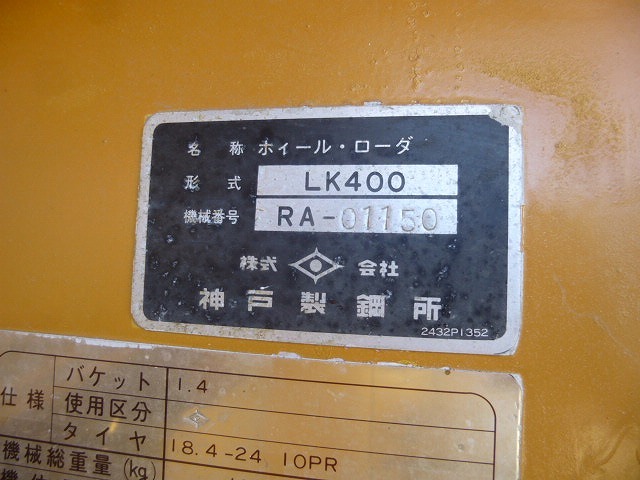 名称 ホイール・ローダ
形式 LK400
機械番号 RA-01150
株式 会社
神戸製鋼所
2432P1352
仕様 バケット 1.4
使用区分
タイヤ 18.4-24 10PR
機械総重量(kg)